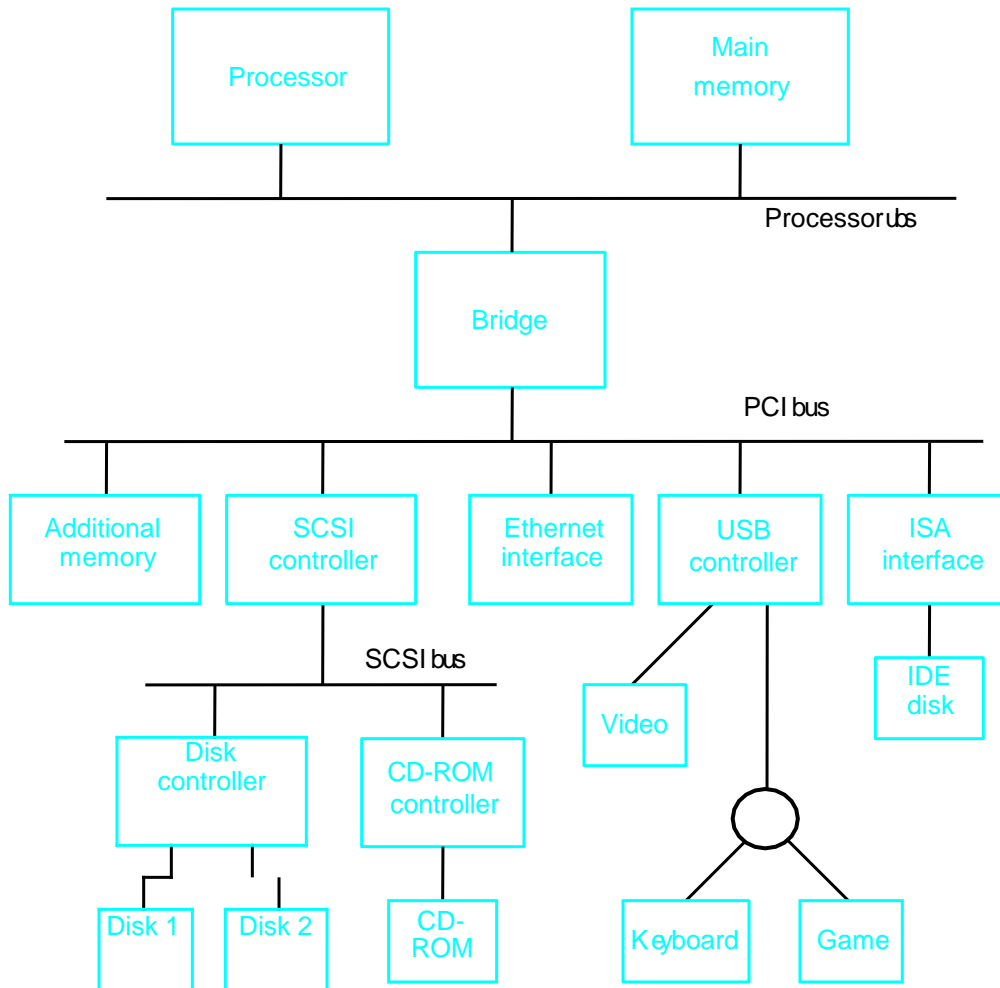 Processor
Main
memory
Processorubs
Bridge
PCI bus
Additional
memory
SCSI
controller
Ethernet
interface
USB
controller
ISA
interface
SCSI bus
IDE
disk
Video
Disk
controller
CD-ROM
controller
Disk 1
Disk 2
CD-
ROM
Keyboard
Game